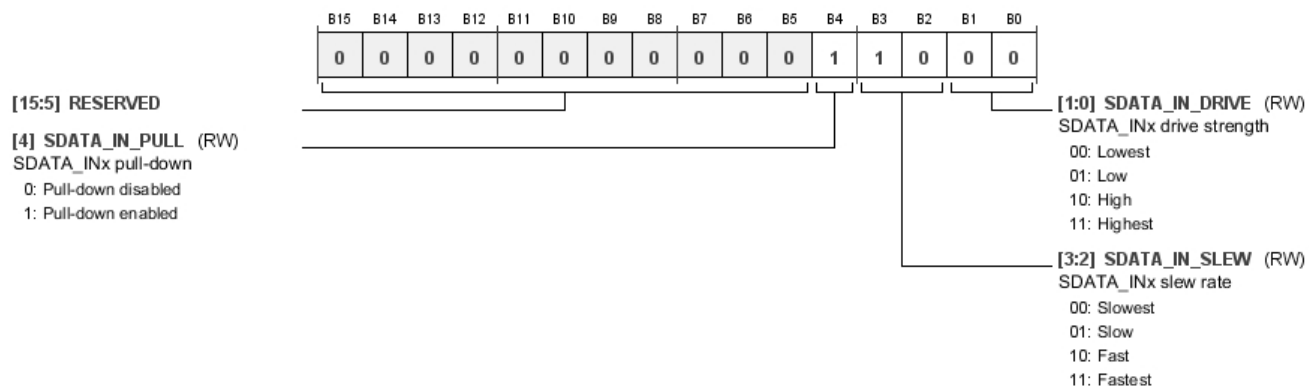 B15 B14 B13 B12 B11 B10 B9 B8 B7 B6 B5 B4 B3 B2 B1 B0
0 0 0 0 0 0 0 0 0 0 0 1 1 0 0 0
[15:5] RESERVED
[4] SDATA_IN_PULL (RW)
SDATA_INx pull-down
0: Pull-down disabled
1: Pull-down enabled
[1:0] SDATA_IN_DRIVE (RW)
SDATA_INx drive strength
00: Lowest
01: Low
10: High
11: Highest
[3:2] SDATA_IN_SLEW (RW)
SDATA_INx slew rate
00: Slowest
01: Slow
10: Fast
11: Fastest